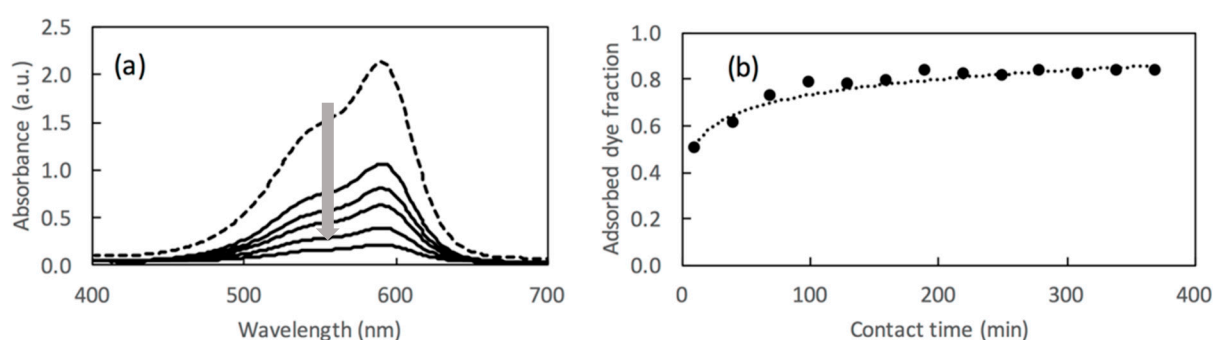 2.5
2.0
1.5
1.0
0.5
0.0
Absorbance (a.u.)
(a)
400 500 600 700
Wavelength (nm)
1.0
0.8
0.6
0.4
0.2
0.0
Adsorbed dye fraction
(b)
0 100 200 300 400
Contact time (min)